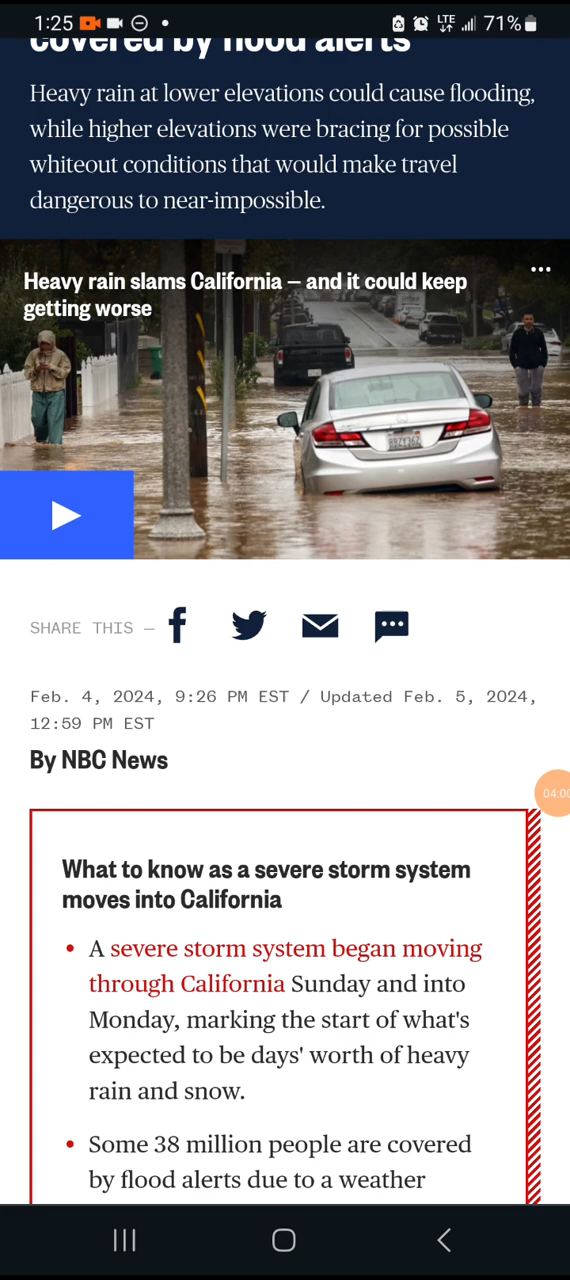 1:25
LTE
71%
covered by flood alerts
Heavy rain at lower elevations could cause flooding,
while higher elevations were bracing for possible
whiteout conditions that would make travel
dangerous to near-impossible.
Heavy rain slams California – and it could keep
getting worse
SHARE THIS —
Feb. 4, 2024, 9:26 PM EST / Updated Feb. 5, 2024,
12:59 PM EST
By NBC News
04:00
What to know as a severe storm system
moves into California
• A severe storm system began moving
through California Sunday and into
Monday, marking the start of what's
expected to be days' worth of heavy
rain and snow.
• Some 38 million people are covered
by flood alerts due to a weather